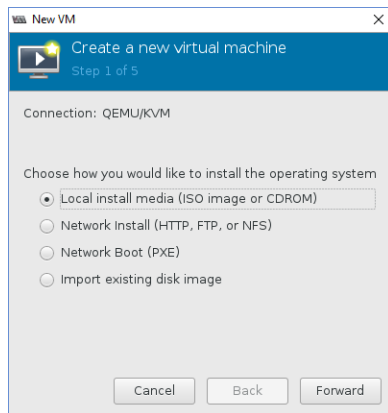 New VM
Create a new virtual machine
Step 1 of 5
Connection: QEMU/KVM
Choose how you would like to install the operating system
Local install media (ISO image or CDROM)
Network Install (HTTP, FTP, or NFS)
Network Boot (PXE)
Import existing disk image
Cancel Back Forward